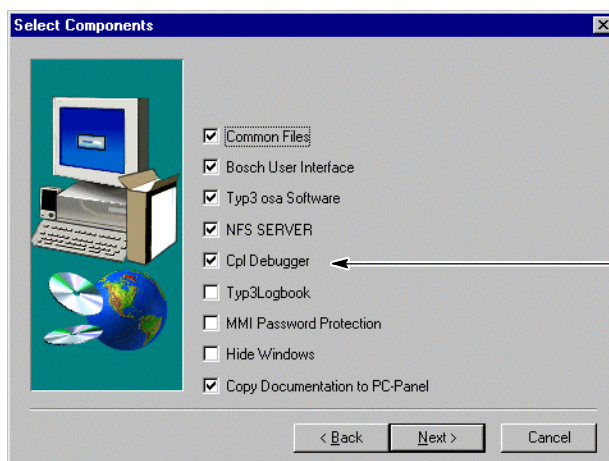 Select Components
Common Files
Bosch User Interface
Typ3 osa Software
NFS SERVER
Cpl Debugger
Typ3Logbook
MMI Password Protection
Hide Windows
Copy Documentation to PC-Panel
< Back
Next >
Cancel